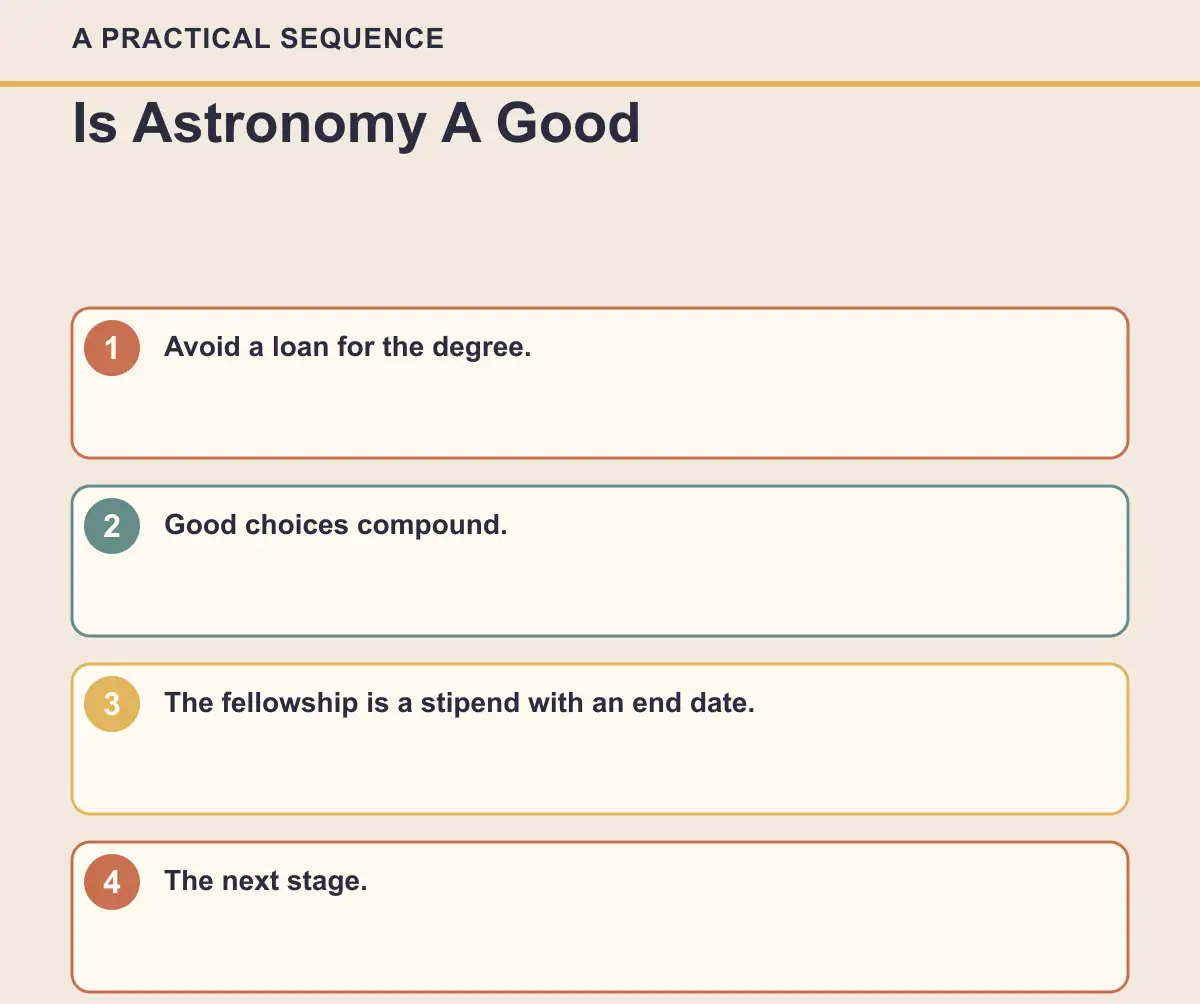 A PRACTICAL SEQUENCE
Is Astronomy A Good
1
Avoid a loan for the degree.
2
Good choices compound.
3
The fellowship is a stipend with an end date.
4
The next stage.